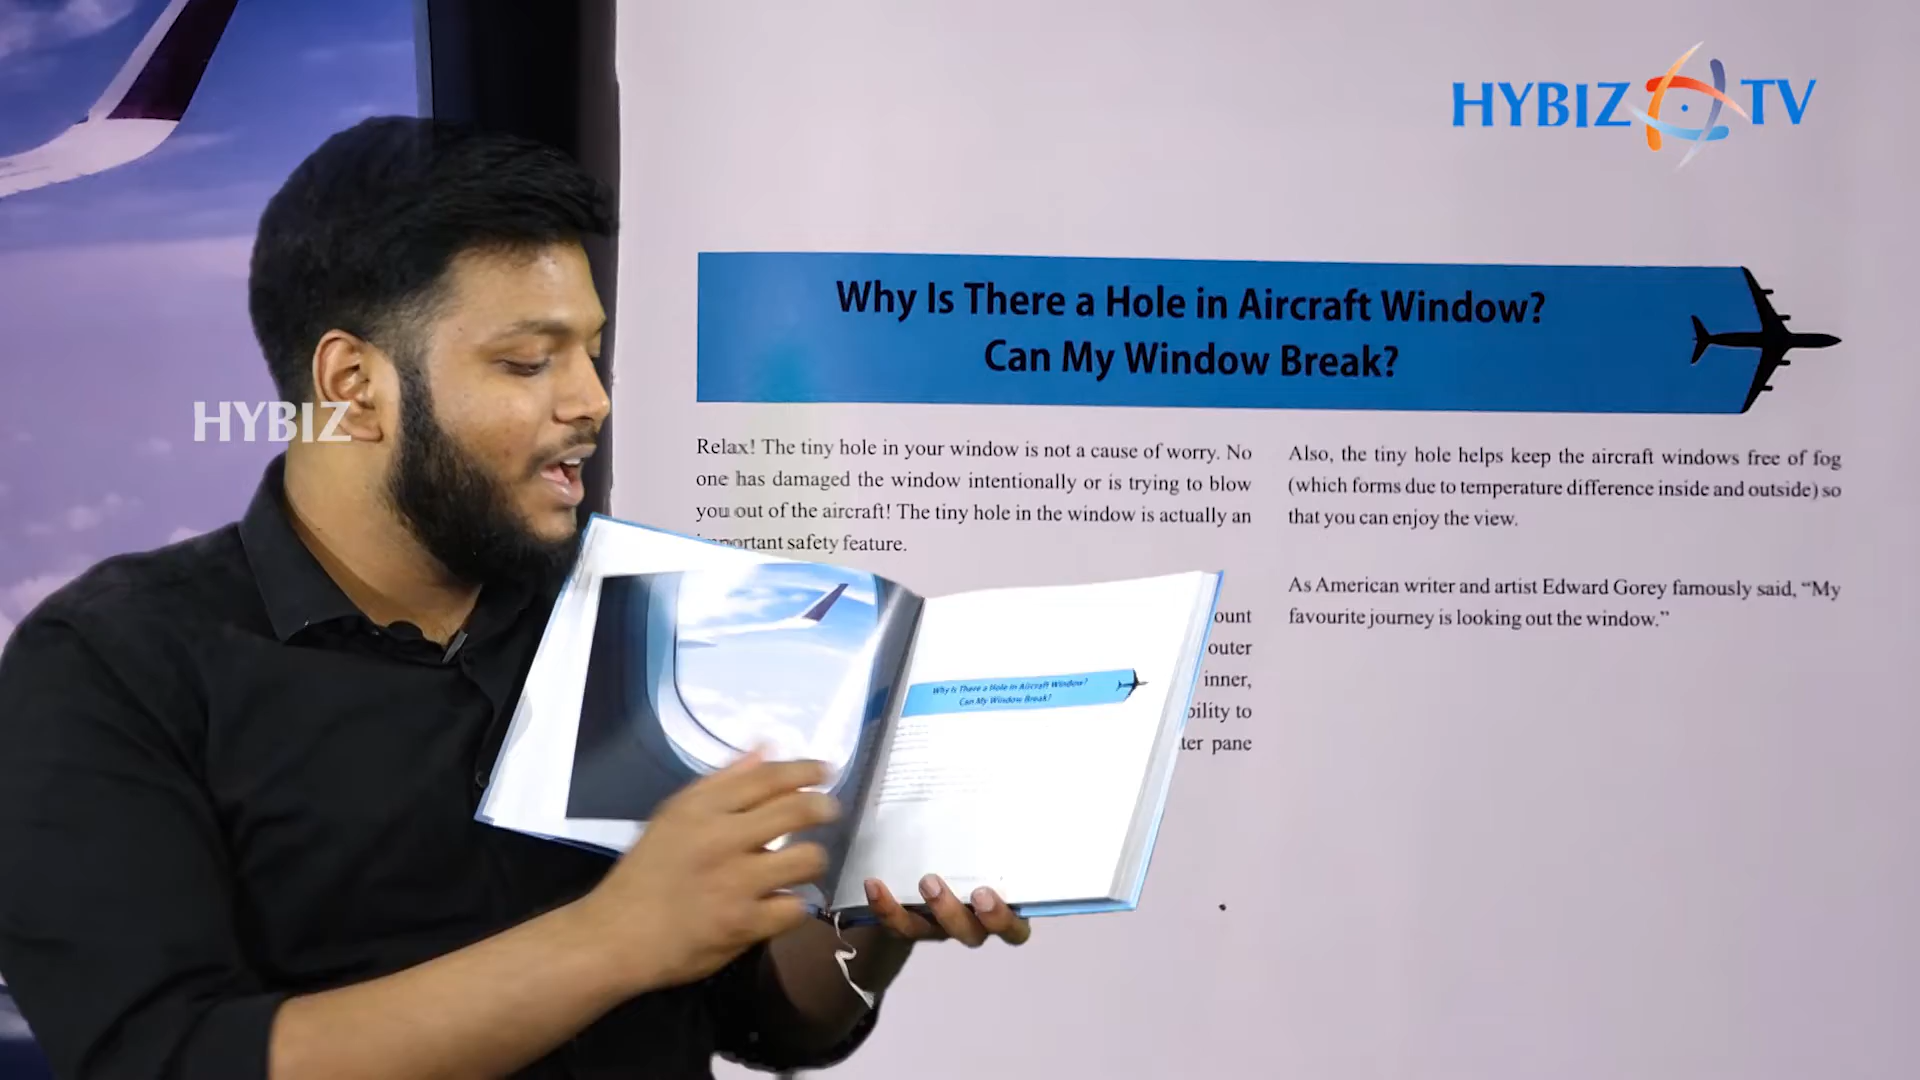 HYBIZ TV
Why Is There a Hole in Aircraft Window?
Can My Window Break?
HYBIZ
Relax! The tiny hole in your window is not a cause of worry. No
one has damaged the window intentionally or is trying to blow
you out of the aircraft! The tiny hole in the window is actually an
important safety feature.
ount
outer
inner,
bility to
ter pane
Also, the tiny hole helps keep the aircraft windows free of fog
(which forms due to temperature difference inside and outside) so
that you can enjoy the view.
As American writer and artist Edward Gorey famously said, “My
favourite journey is looking out the window.”
Why Is There a Hole in Aircraft Window?
Can My Window Break?